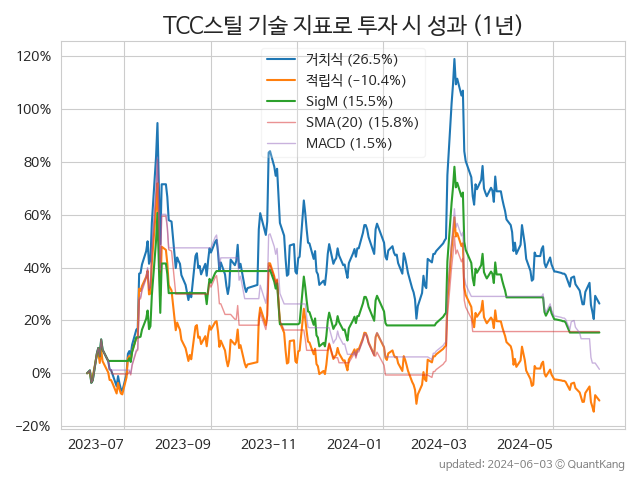 TCC스틸 기술 지표로 투자 시 성과 (1년)
거치식 (26.5%)
적립식 (-10.4%)
SigM (15.5%)
SMA(20) (15.8%)
MACD (1.5%)
120%
100%
80%
60%
40%
20%
0%
-20%
2023-07 2023-09 2023-11 2024-01 2024-03 2024-05
updated: 2024-06-03 © QuantKang